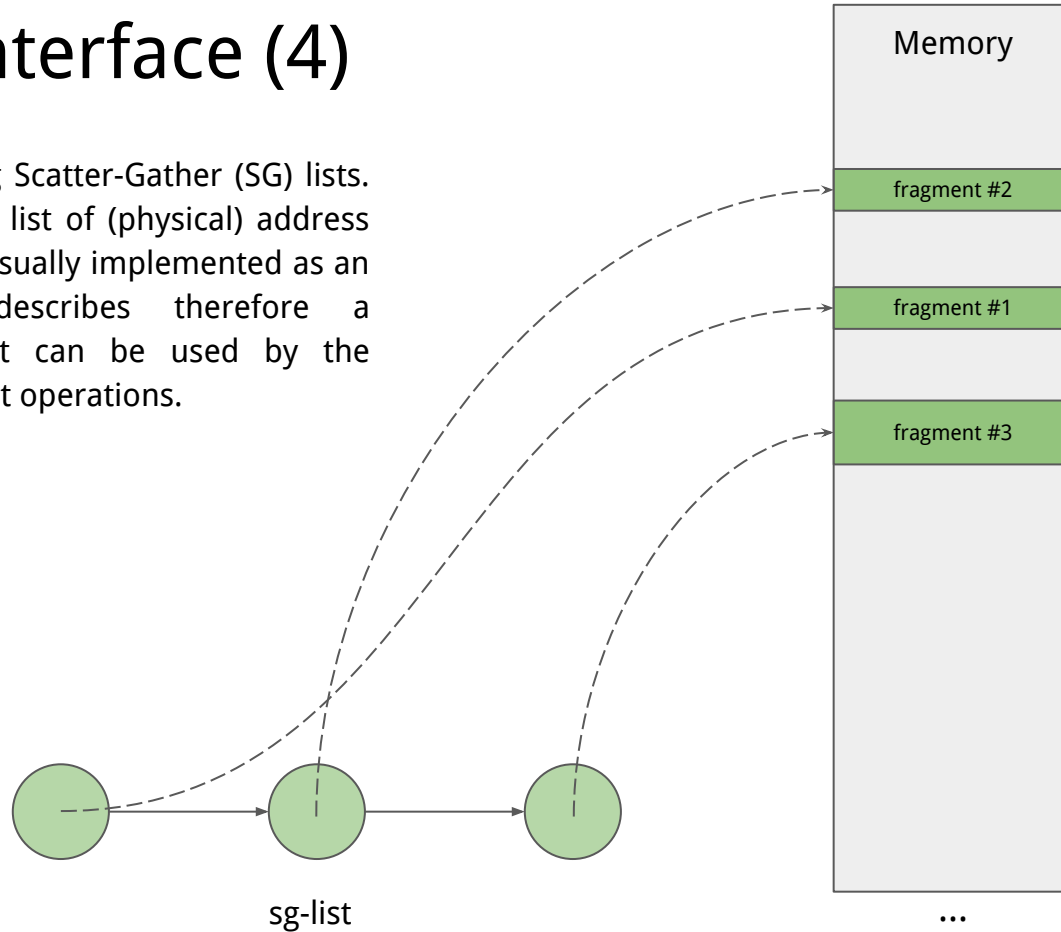 nterface (4)
g Scatter-Gather (SG) lists.
list of (physical) address
sually implemented as an
describes therefore a
t can be used by the
t operations.
Memory
fragment #2
fragment #1
fragment #3
sg-list
...